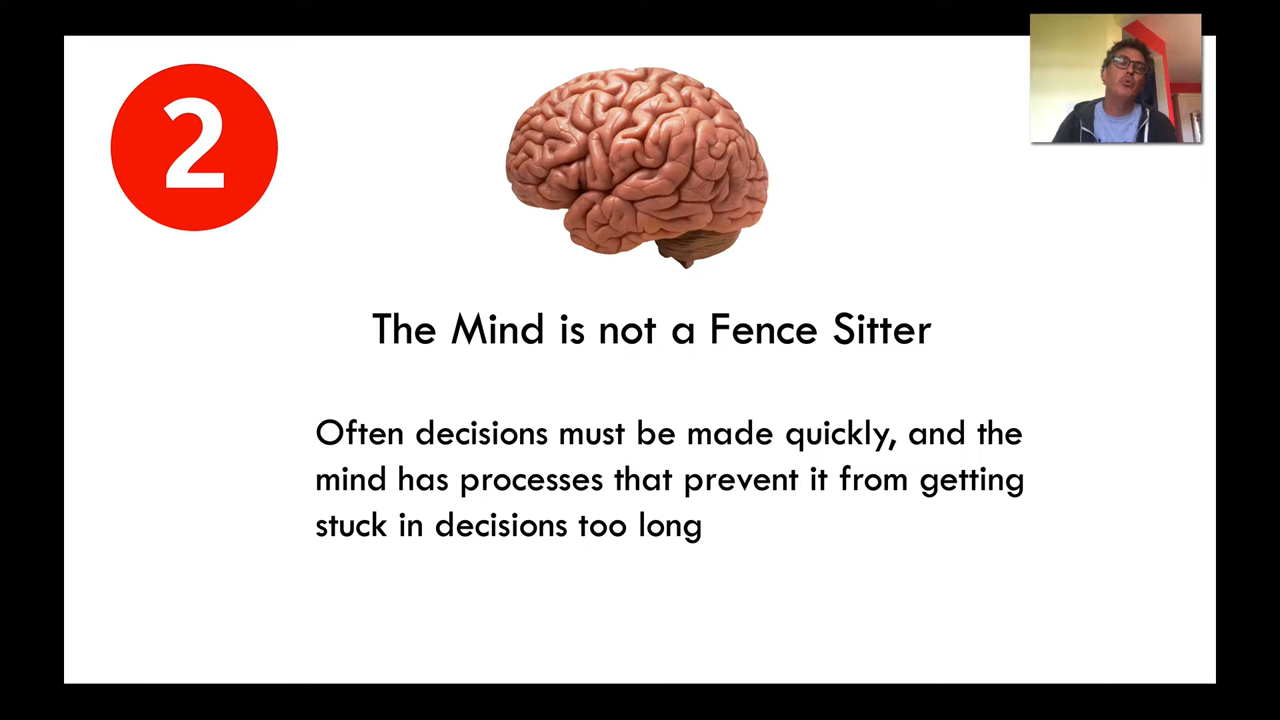 2
The Mind is not a Fence Sitter
Often decisions must be made quickly, and the
mind has processes that prevent it from getting
stuck in decisions too long